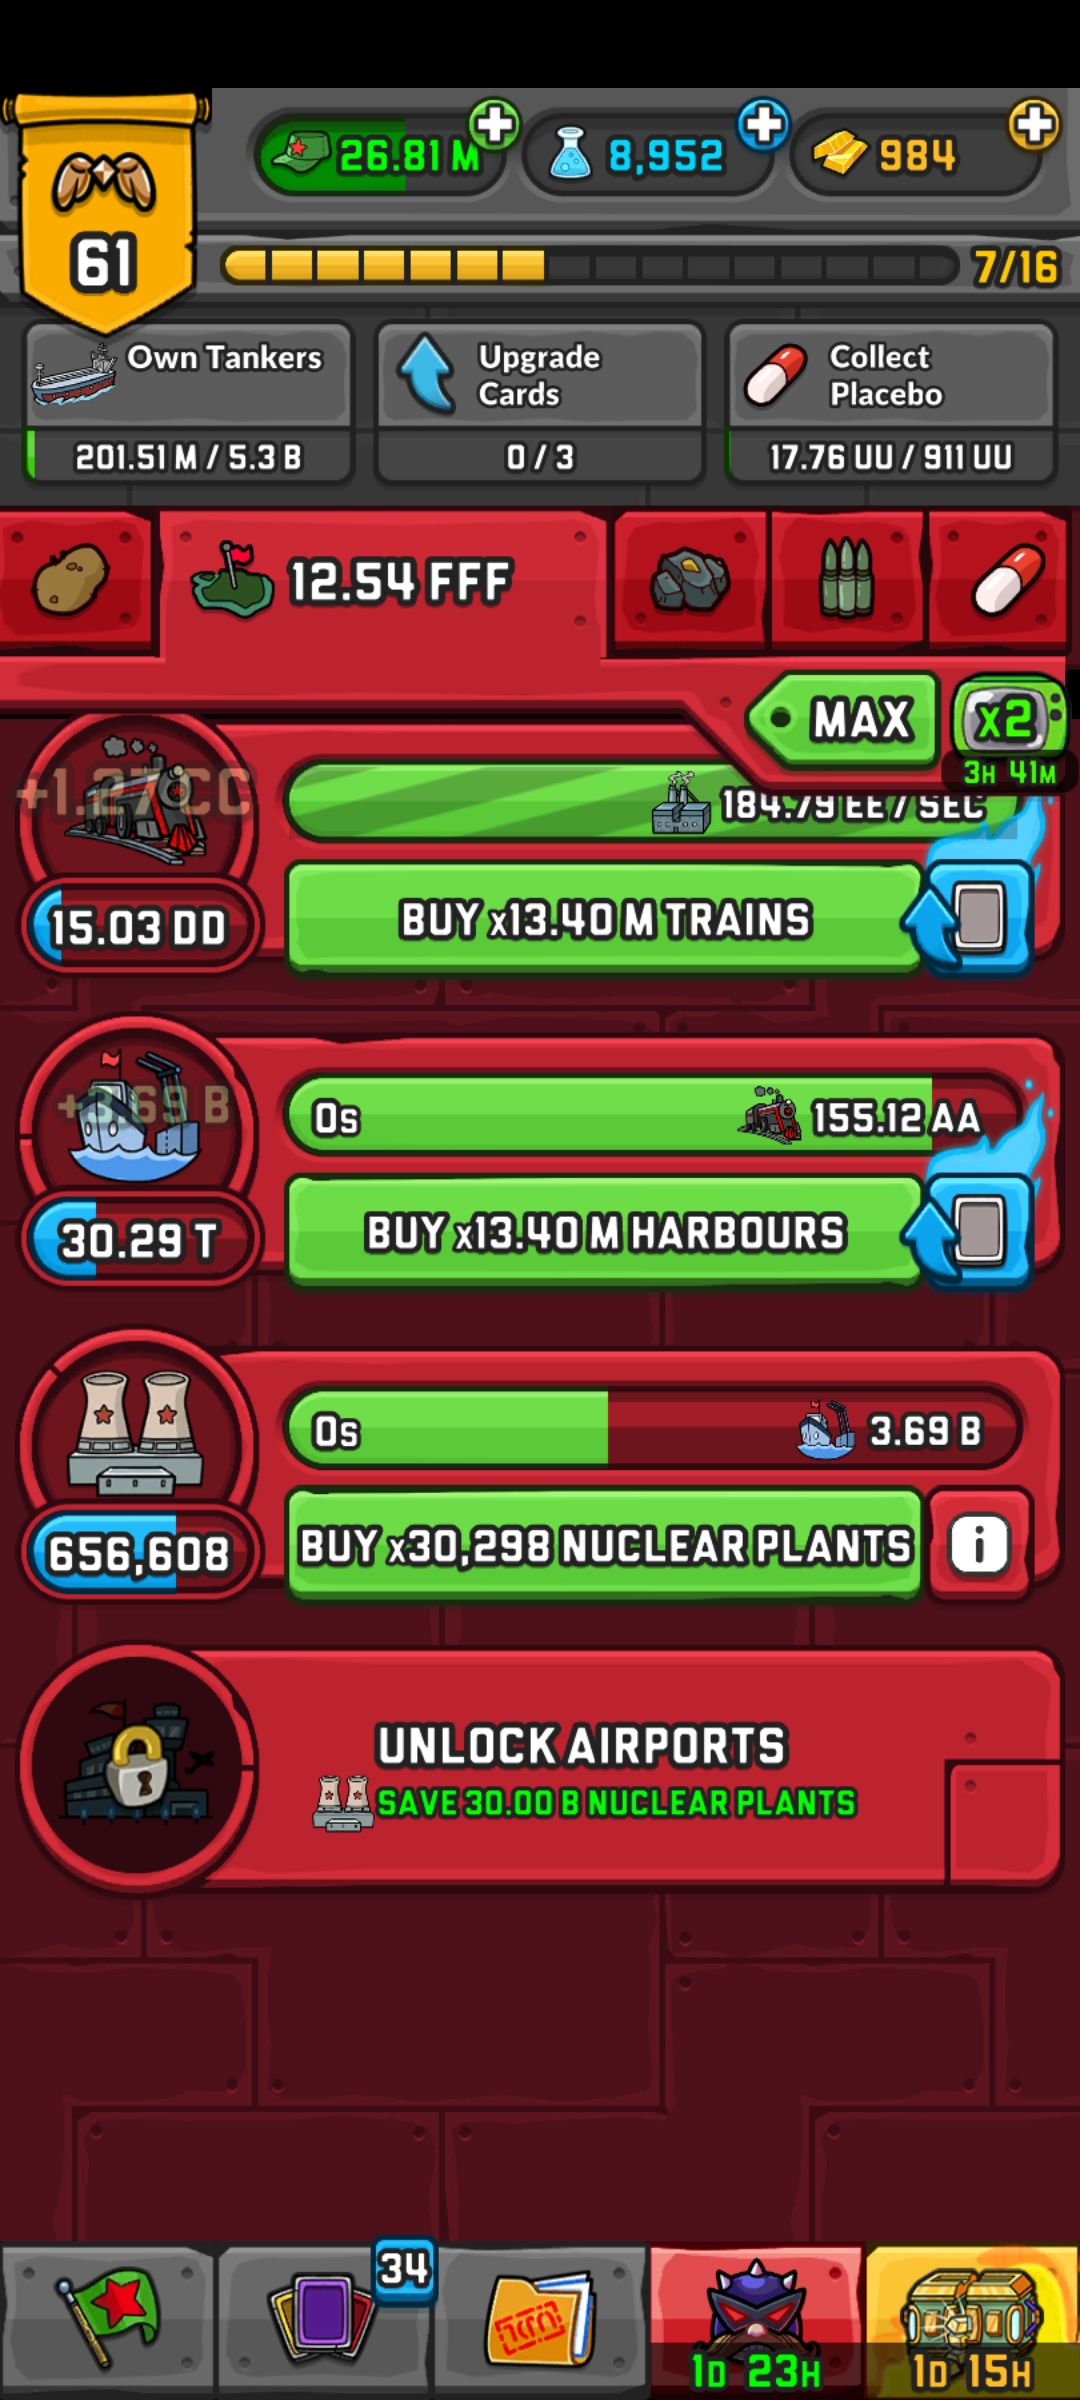 26.81 M
8,952
984
61
7/16
Own Tankers
201.51 M / 5.3 B
Upgrade
Cards
0 / 3
Collect
Placebo
17.76 UU / 911 UU
12.54 FFF
MAX
x2
3H 41M
+1.27 CC
184.79 EE / SEC
15.03 DD
BUY x13.40 M TRAINS
+3.69 B
0s
155.12 AA
30.29 T
BUY x13.40 M HARBOURS
0s
3.69 B
656,608
BUY x30,298 NUCLEAR PLANTS
i
UNLOCK AIRPORTS
SAVE 30.00 B NUCLEAR PLANTS
34
1D 23H
1D 15H